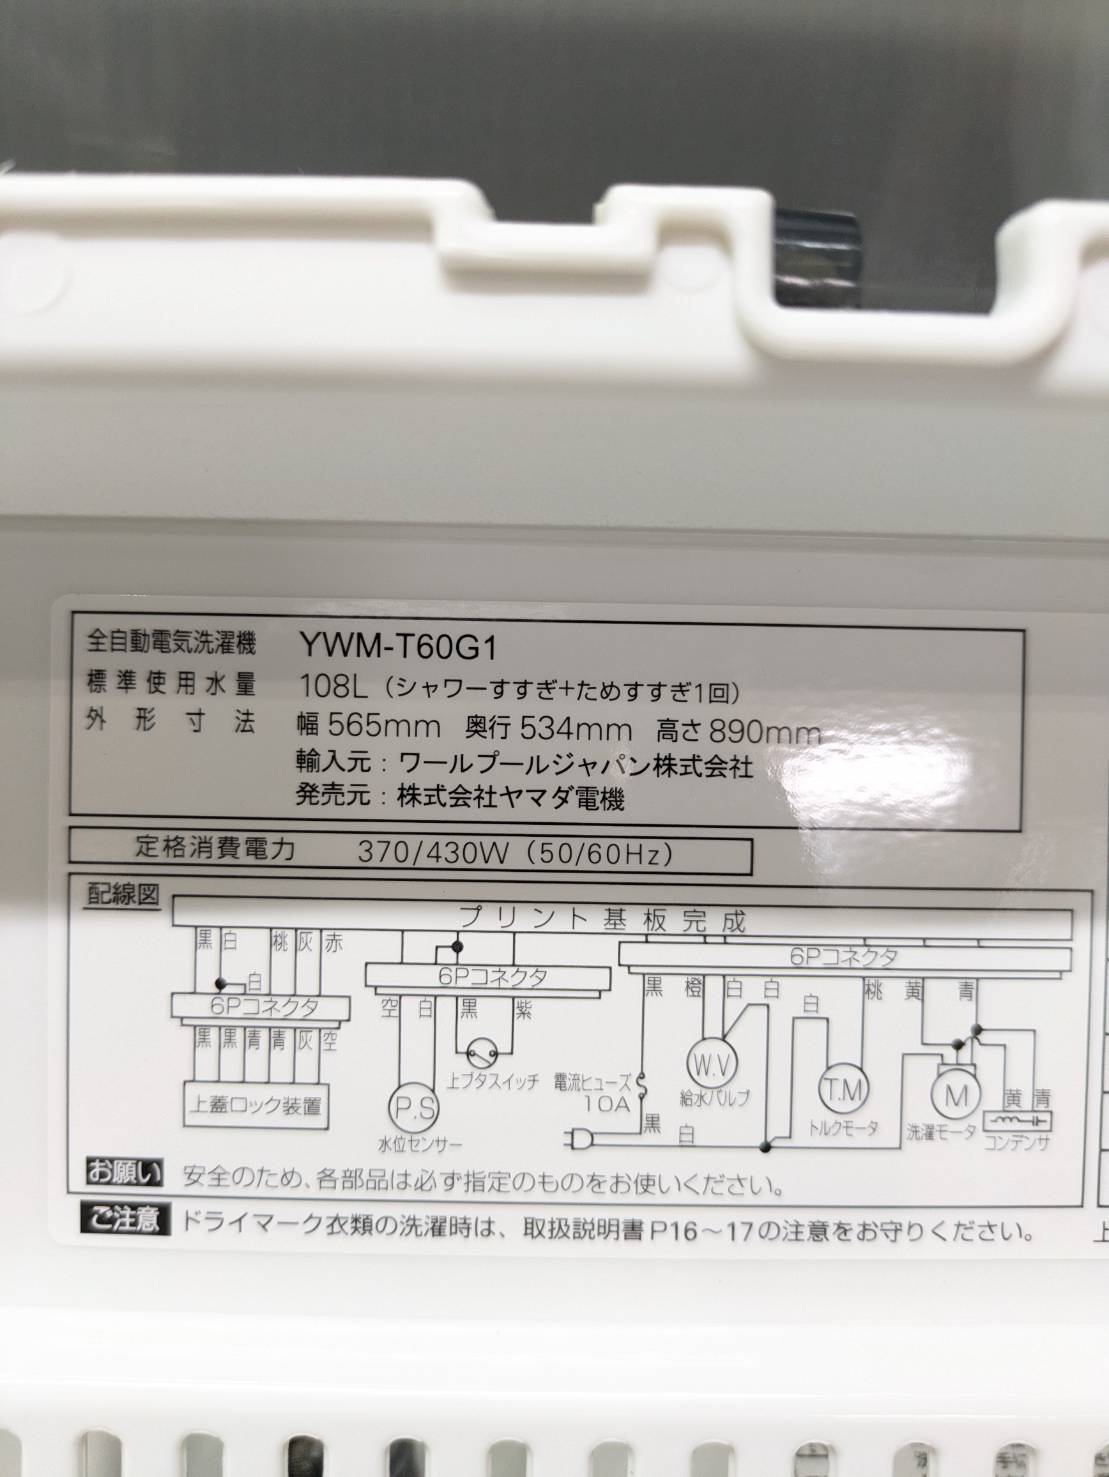 全自動電気洗濯機 YWM-T60G1
標準使用水量 108L（シャワーすすぎ+ためすすぎ1回）
外形寸法 幅565mm 奥行534mm 高さ890mm
輸入元：ワールプールジャパン株式会社
発売元：株式会社ヤマダ電機
定格消費電力 370/430W（50/60Hz）
配線図
プリント基板完成
黒 白 桃 灰 赤
白
6Pコネクタ
黒 黒 青 青 灰 空
上蓋ロック装置
6Pコネクタ
空 白 黒 紫
上ブタスイッチ
P.S
水位センサー
6Pコネクタ
黒 橙 白 白 白 桃 黄 青
電流ヒューズ
10A
黒
白
W.V
給水バルブ
T.M
トルクモータ
M
洗濯モータ
黄 青
コンデンサ
お願い 安全のため、各部品は必ず指定のものをお使いください。
ご注意 ドライマーク衣類の洗濯時は、取扱説明書P16～17の注意をお守りください。
上